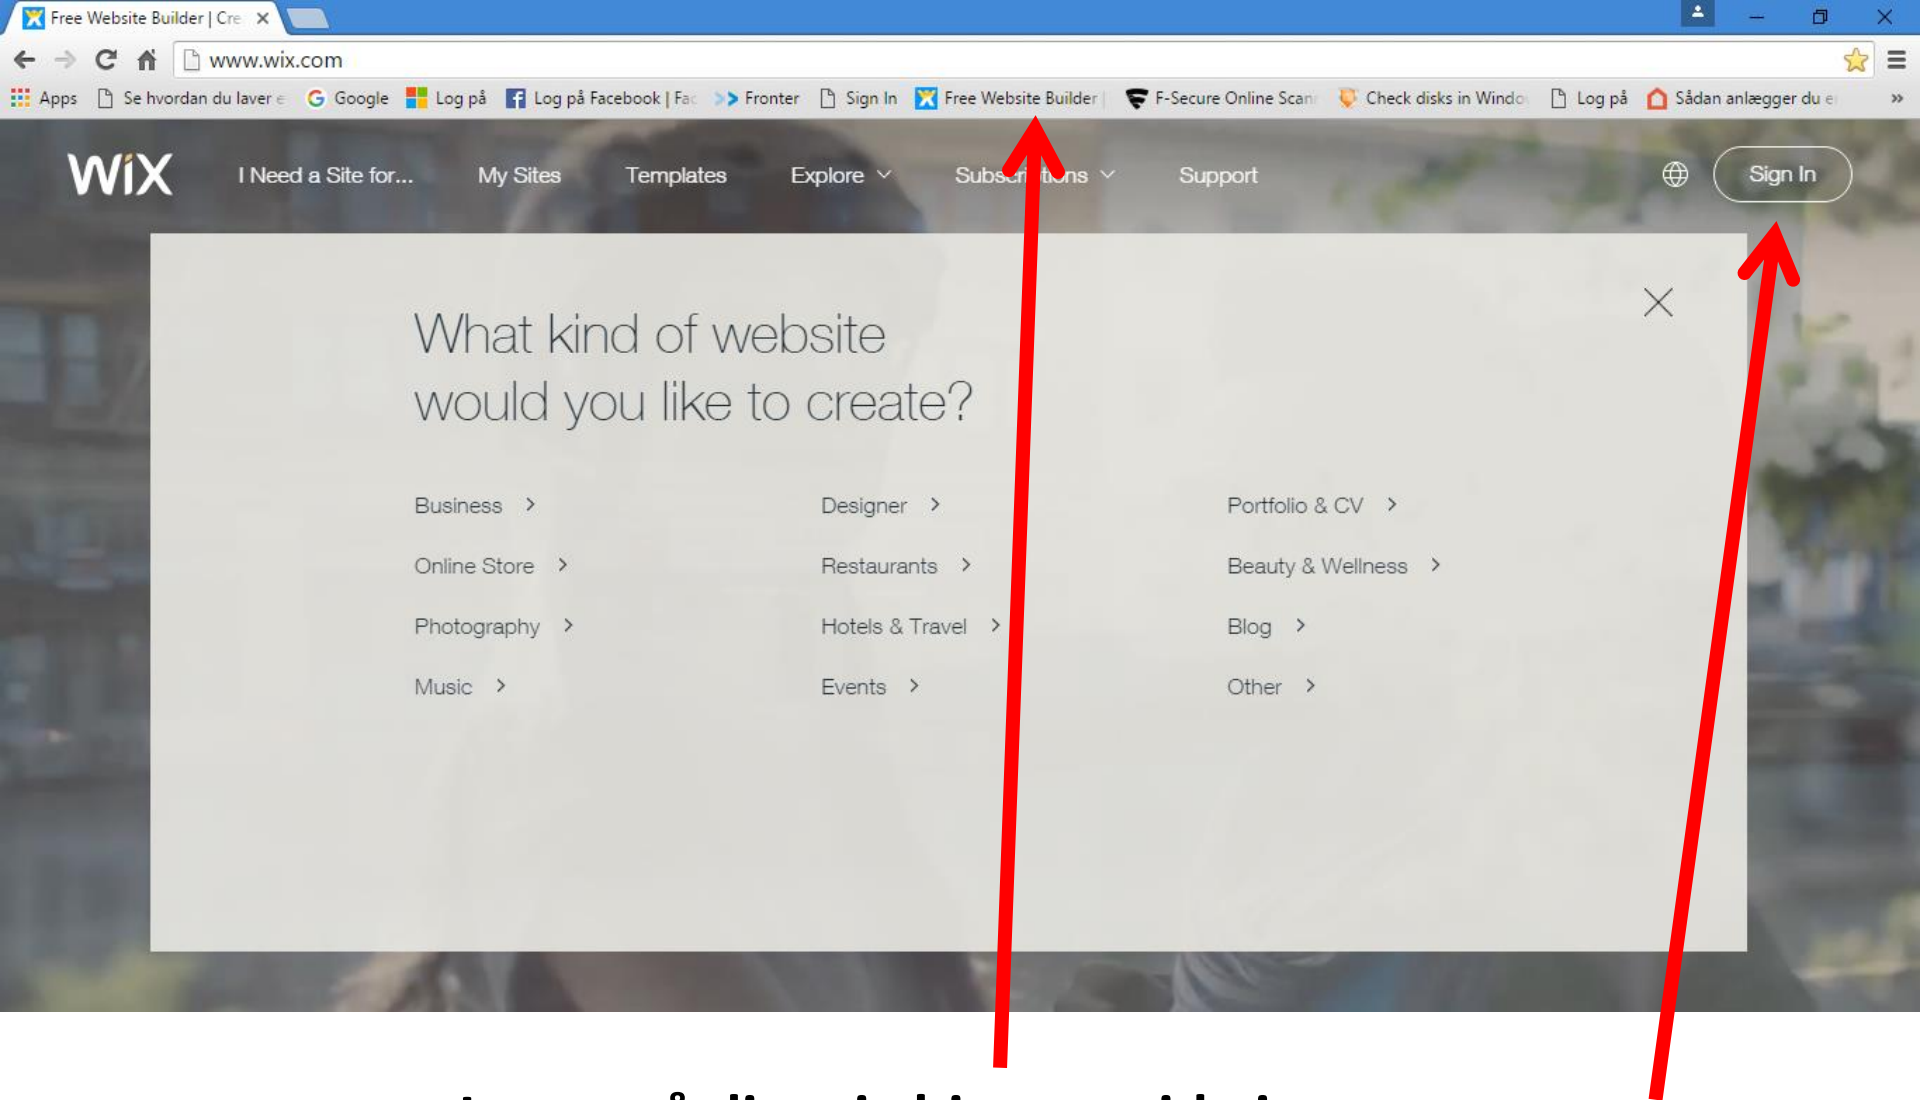 Free Website Builder | Cre
www.wix.com
Apps Se hvordan du laver e Google Log på Log på Facebook | Fac Fronter Sign In Free Website Builder | F-Secure Online Scan Check disks in Windo Log på Sådan anlægger du e »
WiX I Need a Site for... My Sites Templates Explore Subscriptions Support Sign In
What kind of website
would you like to create?
Business > Designer > Portfolio & CV >
Online Store > Restaurants > Beauty & Wellness >
Photography > Hotels & Travel > Blog >
Music > Events > Other >